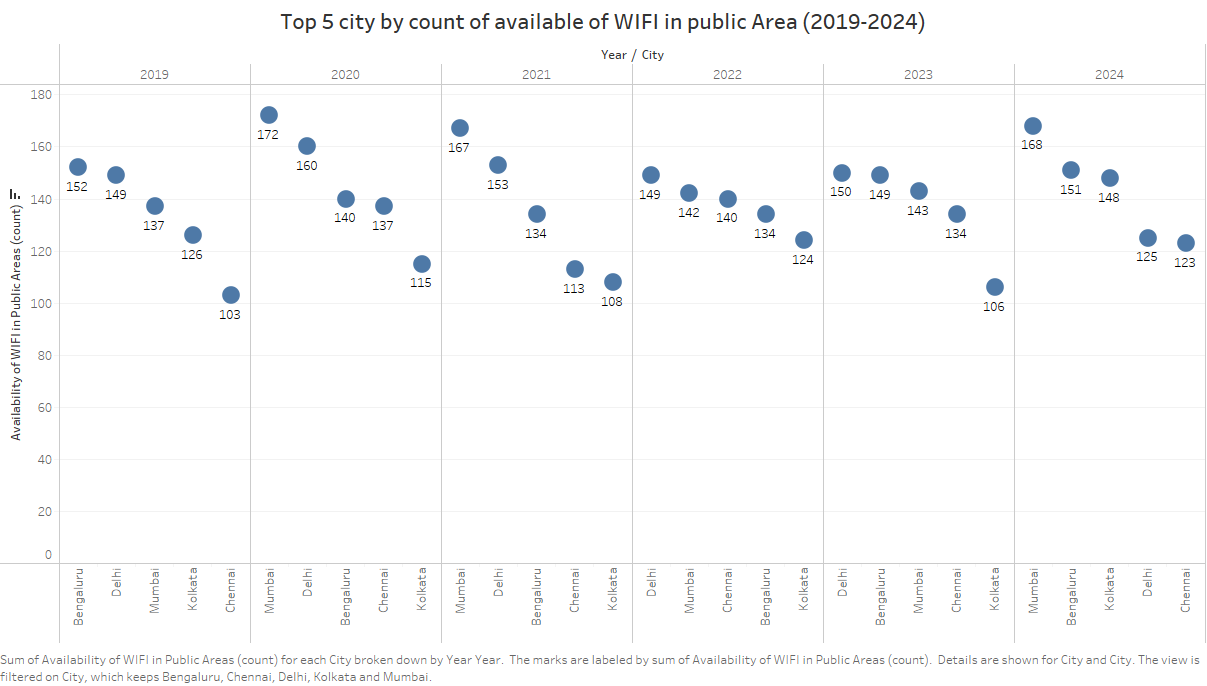 Top 5 city by count of available of WIFI in public Area (2019-2024)
Year / City
2019 2020 2021 2022 2023 2024
Availability of WIFI in Public Areas (count)
180
160
140
120
100
80
60
40
20
0
152 149 137 126 103
172 160 140 137 115
167 153 134 113 108
149 142 140 134 124
150 149 143 134 106
168 151 148 125 123
Bengaluru Delhi Mumbai Kolkata Chennai
Mumbai Delhi Bengaluru Chennai Kolkata
Mumbai Delhi Bengaluru Chennai Kolkata
Delhi Mumbai Chennai Bengaluru Kolkata
Delhi Bengaluru Mumbai Chennai Kolkata
Mumbai Bengaluru Kolkata Delhi Chennai
Sum of Availability of WIFI in Public Areas (count) for each City broken down by Year Year.  The marks are labeled by sum of Availability of WIFI in Public Areas (count).  Details are shown for City and City. The view is
filtered on City, which keeps Bengaluru, Chennai, Delhi, Kolkata and Mumbai.